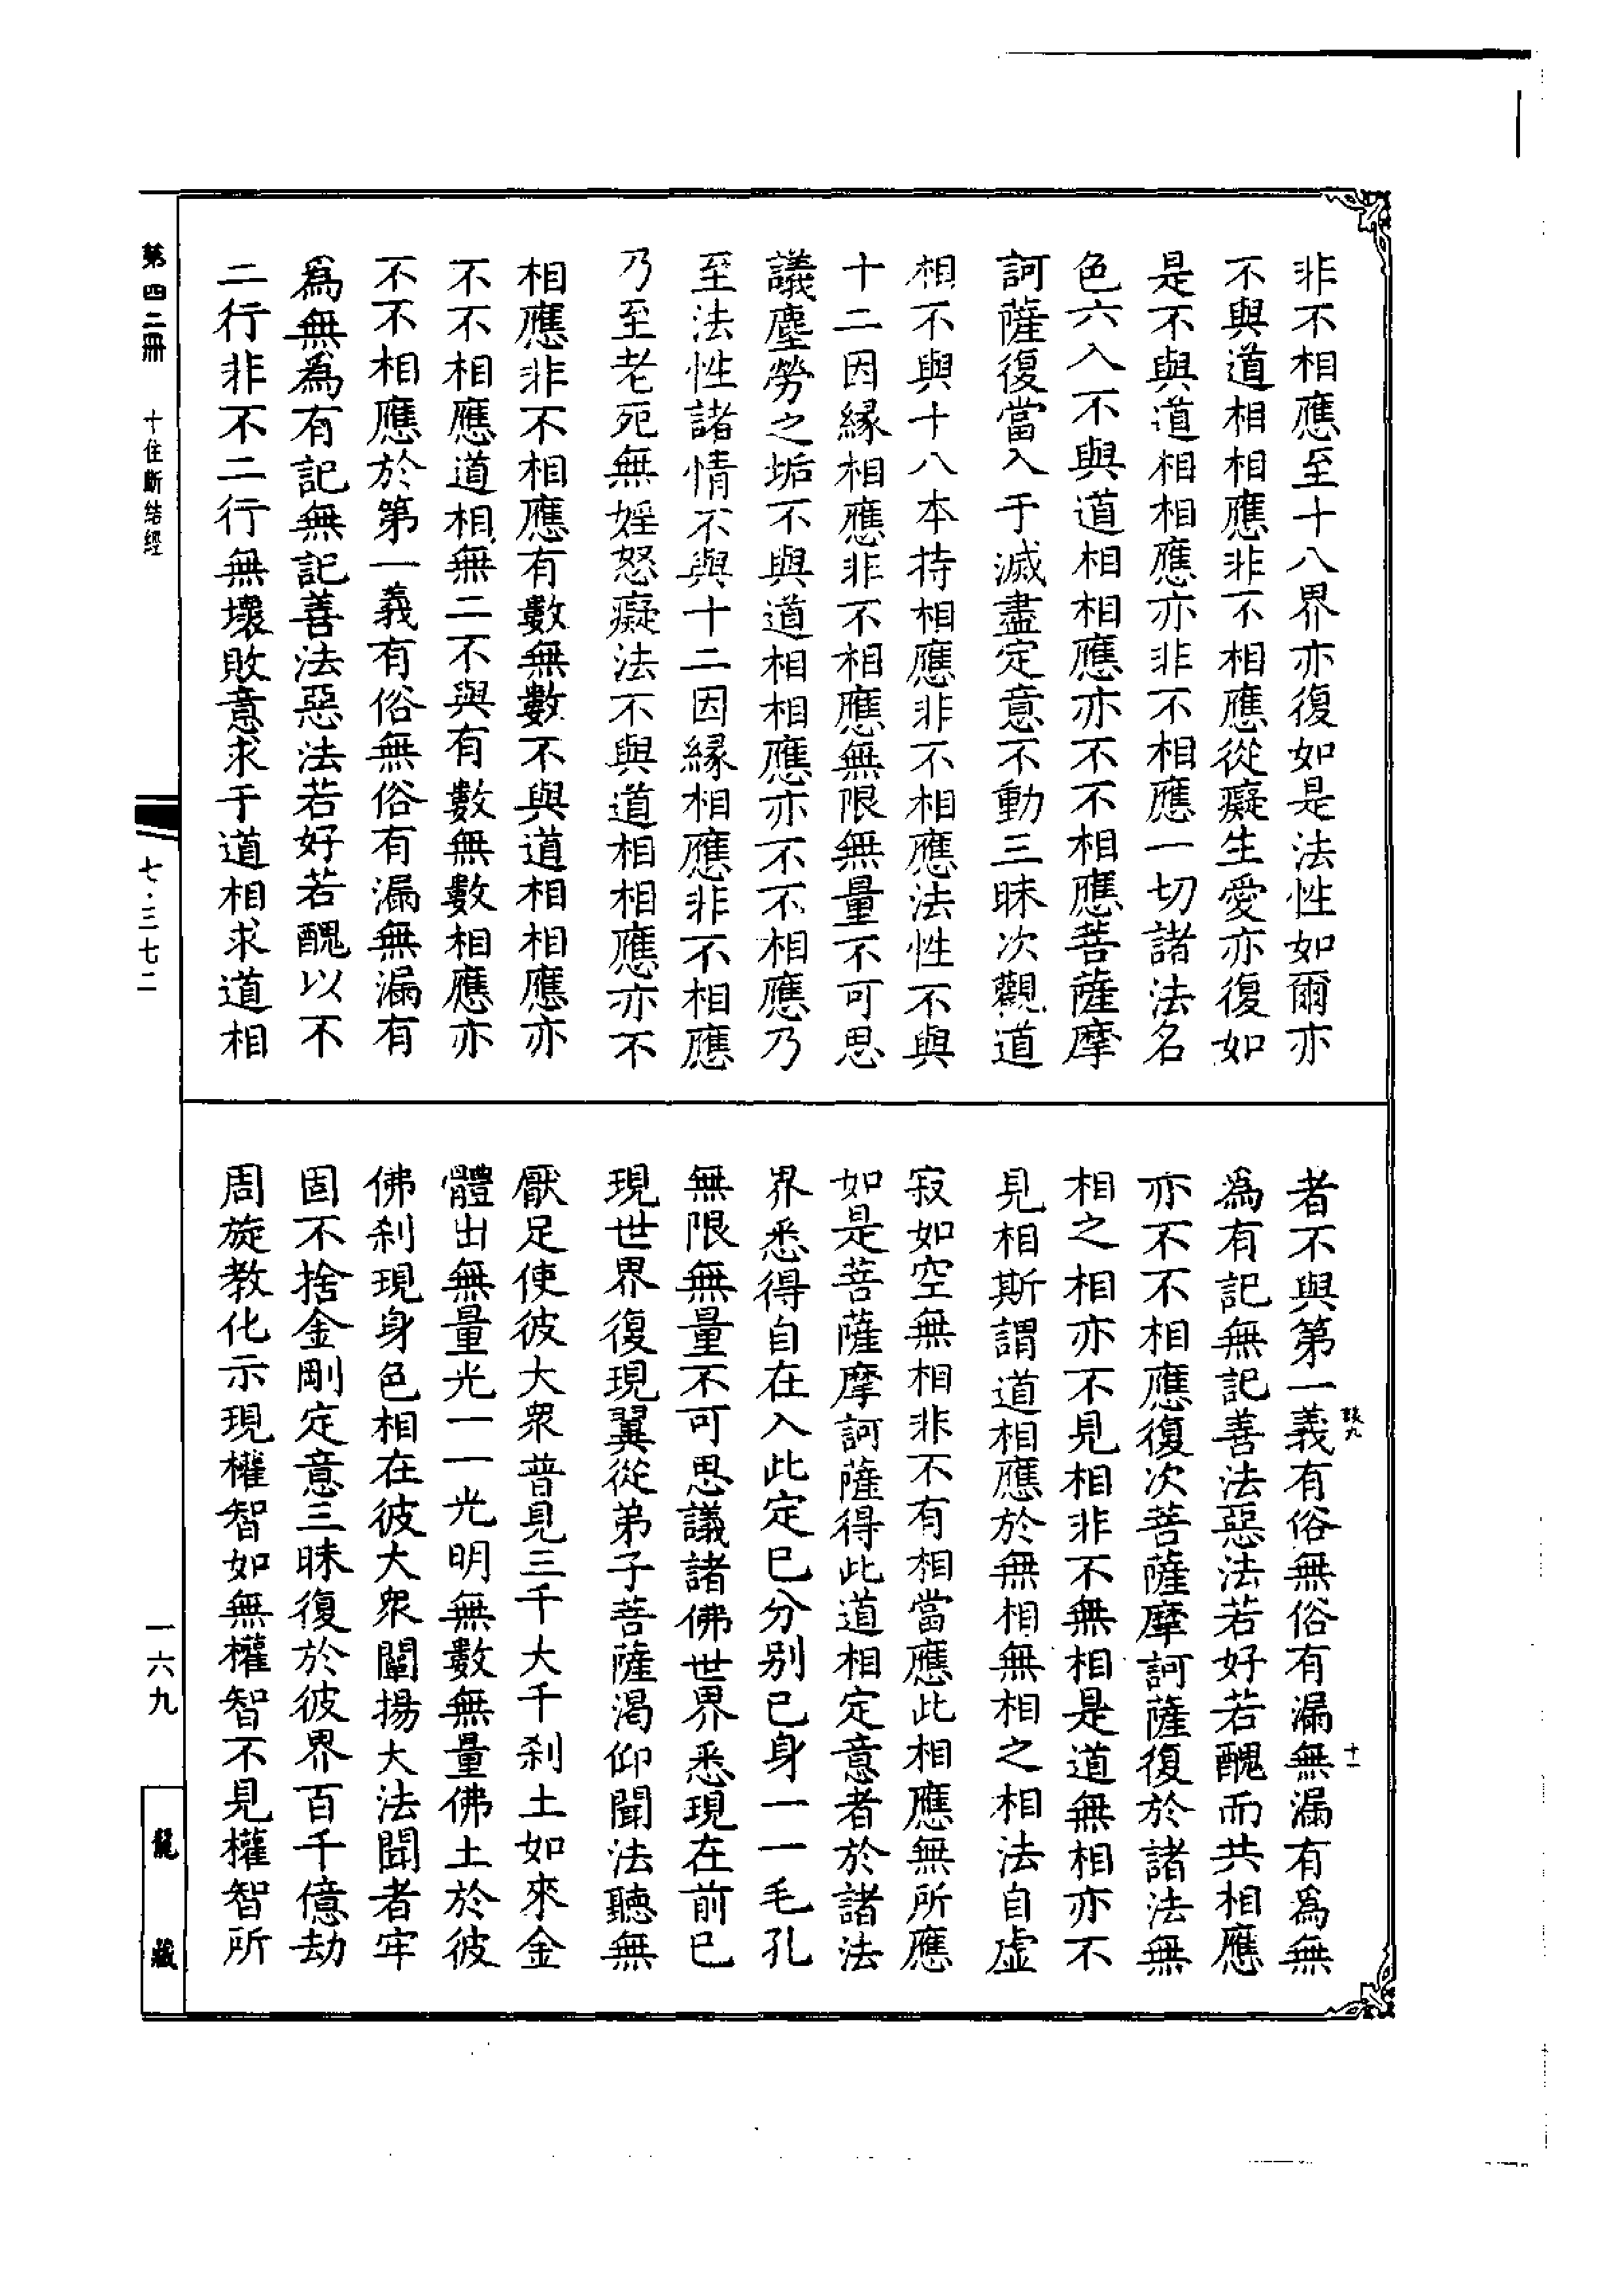 非不相應至十八界亦復如是法性如爾亦
不與道相相應非不相應從癡生愛亦復如
是不與道相相應亦非不相應一切諸法名
色六入不與道相相應亦不不相應菩薩摩
訶薩復當入于滅盡定意不動三昧次觀道
相不與十八本持相應非不相應法性不與
十二因緣相應非不相應無限無量不可思
議塵勞之垢不與道相相應亦不不相應乃
至法性諸情不與十二因緣相應非不相應
乃至老死無婬怒癡法不與道相相應亦不
相應非不相應有數無數不與道相相應亦
不不相應道相無二不與有數無數相應亦
不不相應於第一義有俗無俗有漏無漏有
為無為有記無記善法惡法若好若醜以不
二行非不二行無壞敗意求于道相求道相
者不與第一義有俗無俗有漏無漏有為無
為有記無記善法惡法若好若醜而共相應
亦不不相應復次菩薩摩訶薩復於諸法無
相之相亦不見相非不無相是道無相亦不
見相斯謂道相應於無相無相之相法自虛
寂如空無相非不有相當應此相應無所應
如是菩薩摩訶薩得此道相定意者於諸法
界悉得自在入此定已分別己身一一毛孔
無限無量不可思議諸佛世界悉現在前已
現世界復現翼從弟子菩薩渴仰聞法聽無
厭足使彼大眾普見三千大千刹土如來金
體出無量光一一光明無數無量佛土於彼
佛刹現身色相在彼大眾闡揚大法聞者牢
固不捨金剛定意三昧復於彼界百千億劫
周旋教化示現權智如無權智不見權智所
十一
第四二冊
十住斷結經
七·三七二
一六九
龍藏